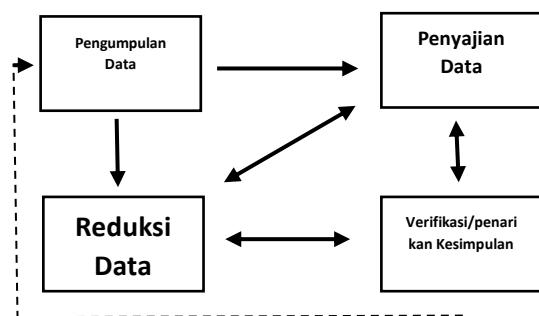 Pengumpulan
Data
Penyajian
Data
Reduksi
Data
Verifikasi/penari
kan Kesimpulan